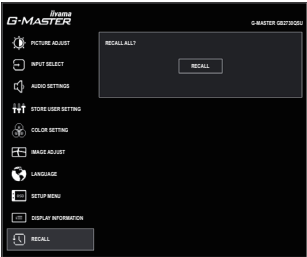 iiyama
G-MASTER
G-MASTER GB2730QSU
PICTURE ADJUST
RECALL ALL?
INPUT SELECT
RECALL
AUDIO SETTINGS
STORE USER SETTING
COLOR SETTING
IMAGE ADJUST
LANGUAGE
SETUP MENU
DISPLAY INFORMATION
RECALL